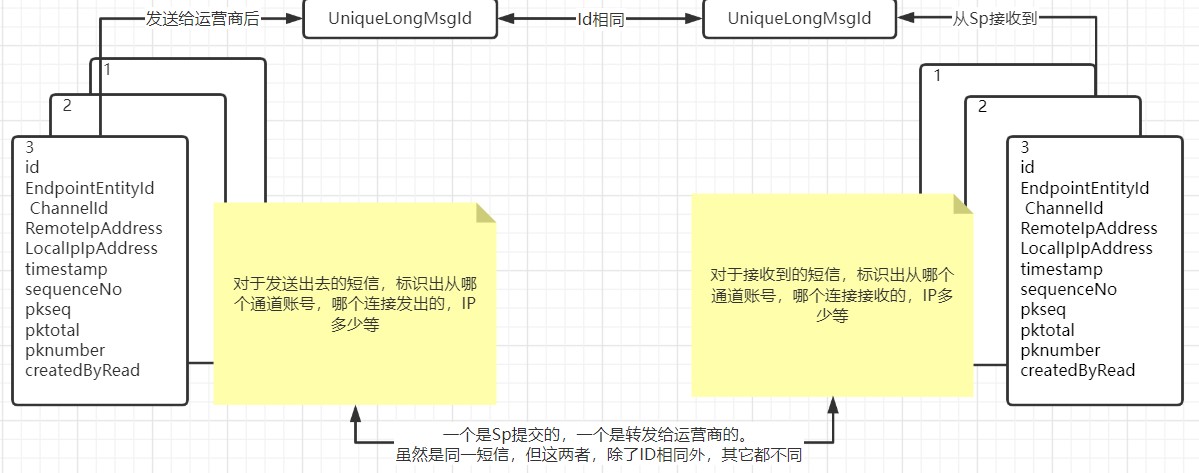 发送给运营商后
UniqueLongMsgId
Id相同
UniqueLongMsgId
从Sp接收到
1
2
3
id
EndpointEntityId
ChannelId
RemoteIpAddress
LocalIpIpAddress
timestamp
sequenceNo
pkseq
pktotal
pknumber
createdByRead
对于发送出去的短信，标识出从哪
个通道账号，哪个连接发出的，IP
多少等
对于接收到的短信，标识出从哪个
通道账号，哪个连接接收的，IP多
少等
1
2
3
id
EndpointEntityId
ChannelId
RemoteIpAddress
LocalIpIpAddress
timestamp
sequenceNo
pkseq
pktotal
pknumber
createdByRead
一个是Sp提交的，一个是转发给运营商的。
虽然是同一短信，但这两者，除了ID相同外，其它都不同